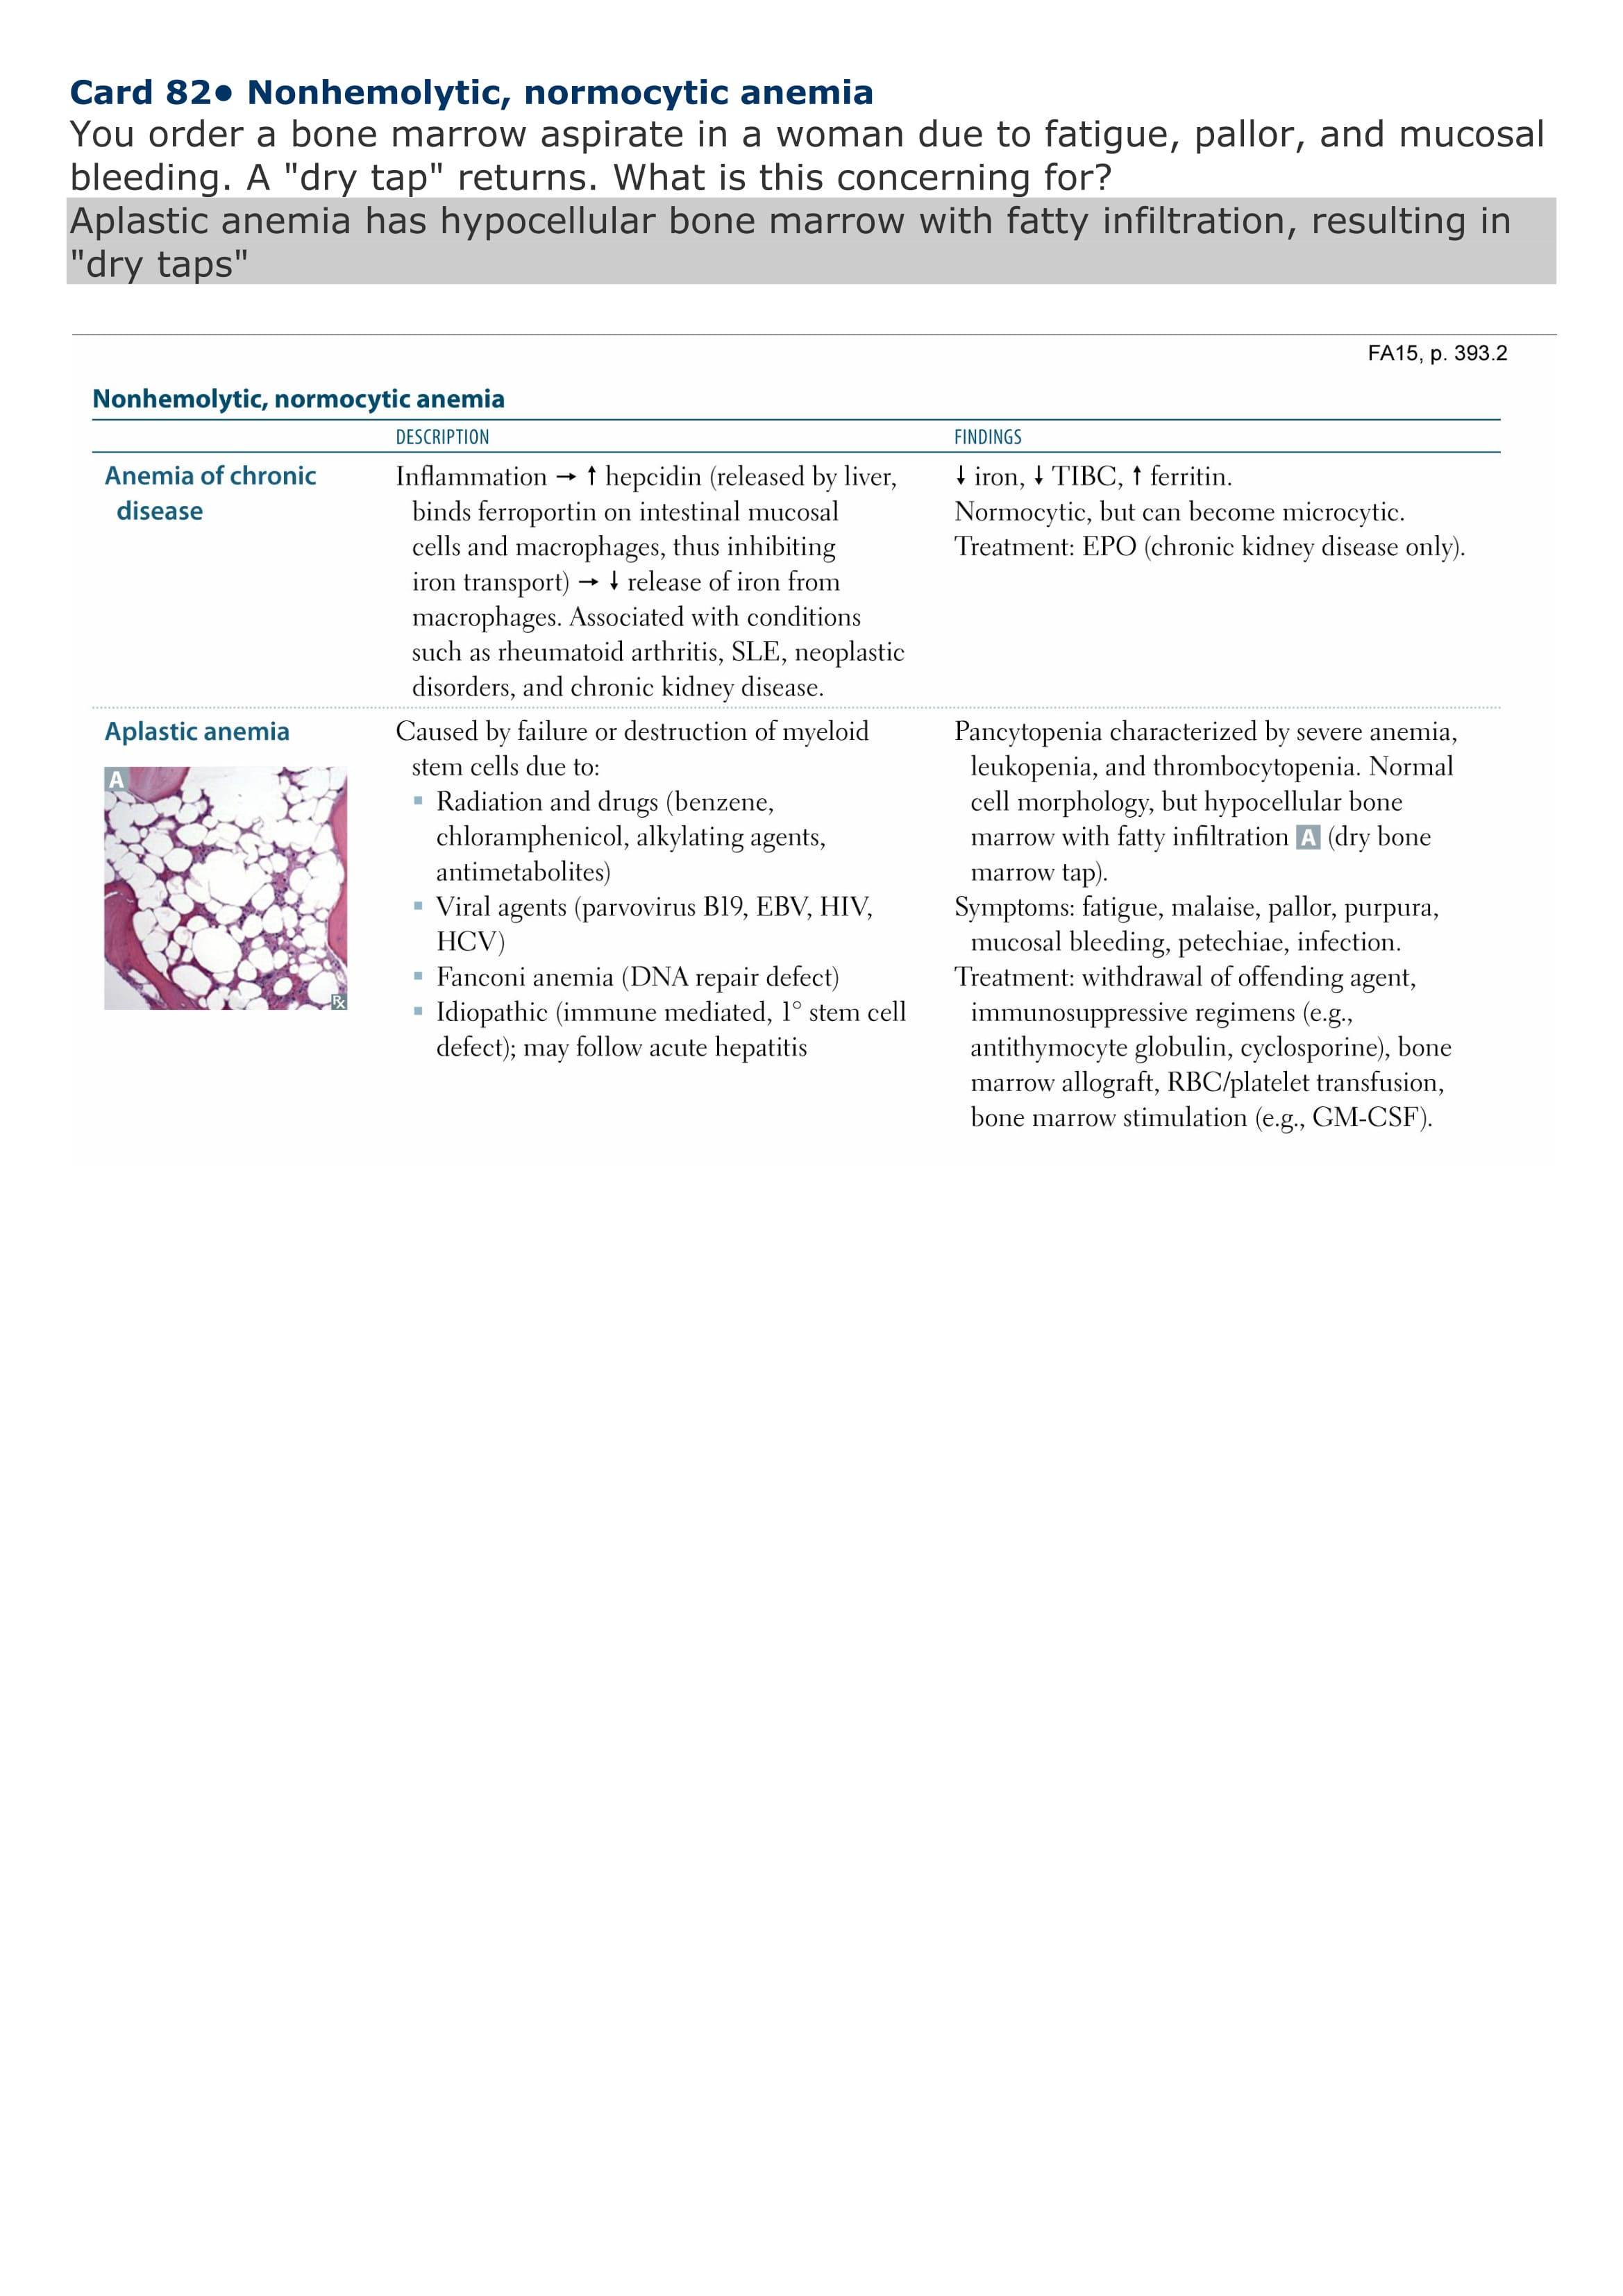 Card 82● Nonhemolytic, normocytic anemia
You order a bone marrow aspirate in a woman due to fatigue, pallor, and mucosal
bleeding. A "dry tap" returns. What is this concerning for?
Aplastic anemia has hypocellular bone marrow with fatty infiltration, resulting in
"dry taps"
FA15, p. 393.2
Nonhemolytic, normocytic anemia
DESCRIPTION
FINDINGS
Anemia of chronic
disease
Inflammation → ↑ hepcidin (released by liver,
binds ferroportin on intestinal mucosal
cells and macrophages, thus inhibiting
iron transport) → ↓ release of iron from
macrophages. Associated with conditions
such as rheumatoid arthritis, SLE, neoplastic
disorders, and chronic kidney disease.
↓ iron, ↓ TIBC, ↑ ferritin.
Normocytic, but can become microcytic.
Treatment: EPO (chronic kidney disease only).
Aplastic anemia
A
℞
Caused by failure or destruction of myeloid
stem cells due to:
▪ Radiation and drugs (benzene,
chloramphenicol, alkylating agents,
antimetabolites)
▪ Viral agents (parvovirus B19, EBV, HIV,
HCV)
▪ Fanconi anemia (DNA repair defect)
▪ Idiopathic (immune mediated, 1° stem cell
defect); may follow acute hepatitis
Pancytopenia characterized by severe anemia,
leukopenia, and thrombocytopenia. Normal
cell morphology, but hypocellular bone
marrow with fatty infiltration A (dry bone
marrow tap).
Symptoms: fatigue, malaise, pallor, purpura,
mucosal bleeding, petechiae, infection.
Treatment: withdrawal of offending agent,
immunosuppressive regimens (e.g.,
antithymocyte globulin, cyclosporine), bone
marrow allograft, RBC/platelet transfusion,
bone marrow stimulation (e.g., GM-CSF).